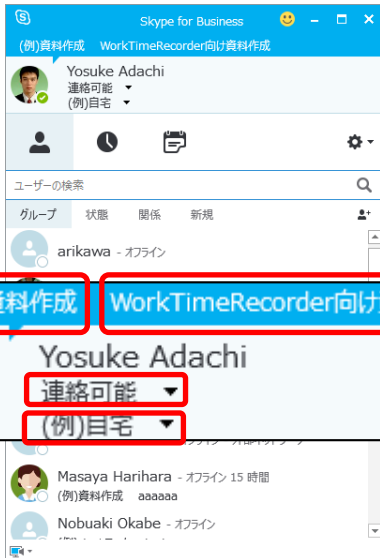 Skype for Business
(例)資料作成 WorkTimeRecorder向け資料作成
Yosuke Adachi
連絡可能
(例)自宅
ユーザーの検索
グループ 状態 関係 新規
arikawa - オフライン
資料作成 WorkTimeRecorder向け
Yosuke Adachi
連絡可能
(例)自宅
Masaya Harihara - オフライン 15 時間
(例)資料作成 aaaaaa
Nobuaki Okabe - オフライン